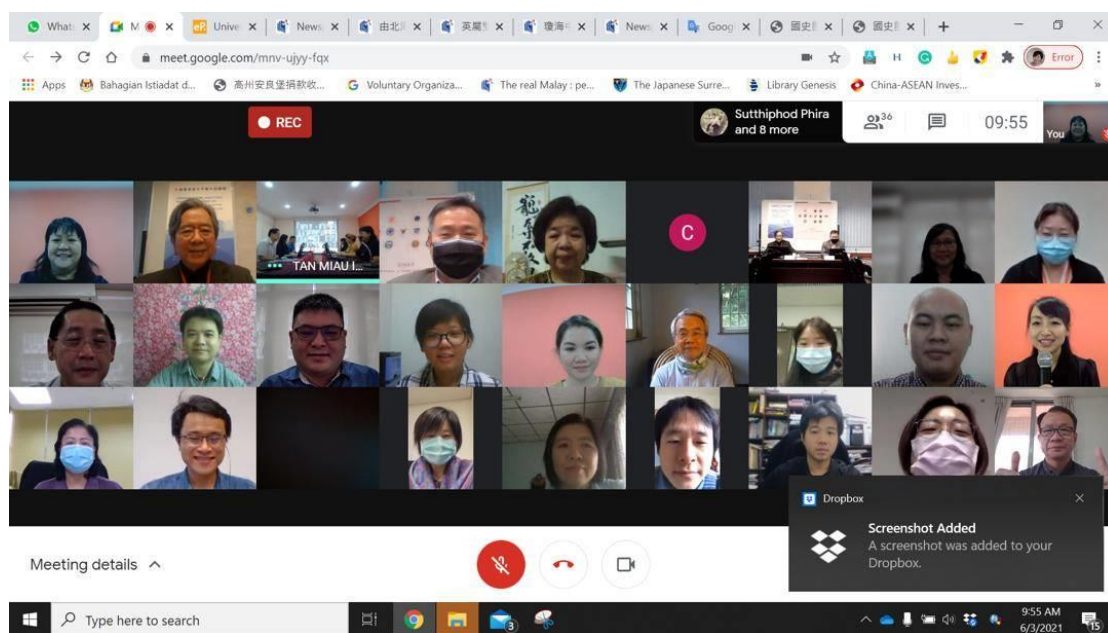 What:
M
Unive
News,
由北
英屬
瓊海
News,
Goog
國史
國史
meet.google.com/mnv-ujyy-fqx
Error
Apps
Bahagian Istiadat d...
高州安良堡捐款收...
Voluntary Organiza...
The real Malay : pe...
The Japanese Surre...
Library Genesis
China-ASEAN Inves...
REC
Sutthiphod Phira
and 8 more
36
09:55
You
C
TAN MIAU I...
Dropbox
Screenshot Added
A screenshot was added to your
Dropbox.
Meeting details
Type here to search
3
9:55 AM
6/3/2021
15